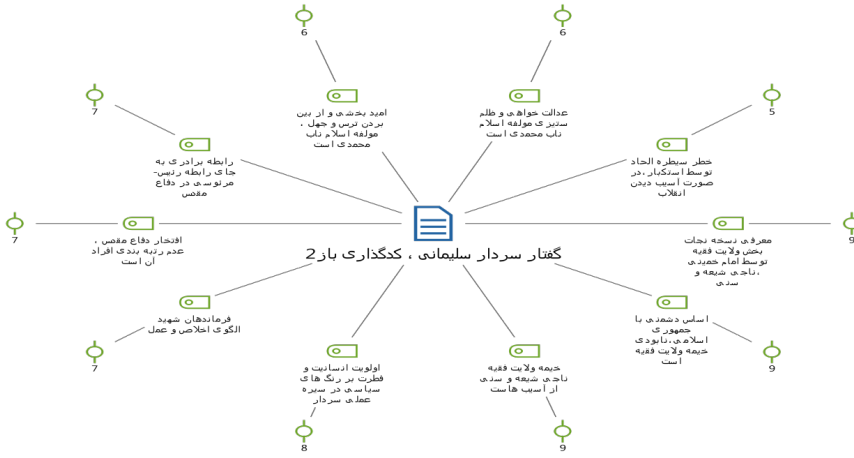 6
6
امید بخشی و از بین
بردن ترس و جهل ،
مولفه اسلام ناب
محمدی است
عدالت خواهی و ظلم
ستیزی مولفه اسلام
ناب محمدی است
7
5
رابطه برادری به
جای رابطه رئیس-
مرئوسی در دفاع
مقدس
خطر سیطره الحاد
توسط استکبار ،در
صورت آسیب دیدن
انقلاب
7
9
افتخار دفاع مقدس ،
عدم رتبه بندی افراد
آن است
معرفی نسخه نجات
بخش ولایت فقیه
توسط امام خمینی
،ناجی شیعه و
سنی
گفتار سردار سلیمانی ، کدگذاری باز2
فرماندهان شهید
الگوی اخلاص و عمل
اساس دشمنی با
جمهوری
اسلامی،نابودی
خیمه ولایت فقیه
است
7
9
اولویت انسانیت و
فطرت بر رنگ های
سیاسی در سیره
عملی سردار
خیمه ولایت فقیه
ناجی شیعه و سنی
از آسیب هاست
8
9